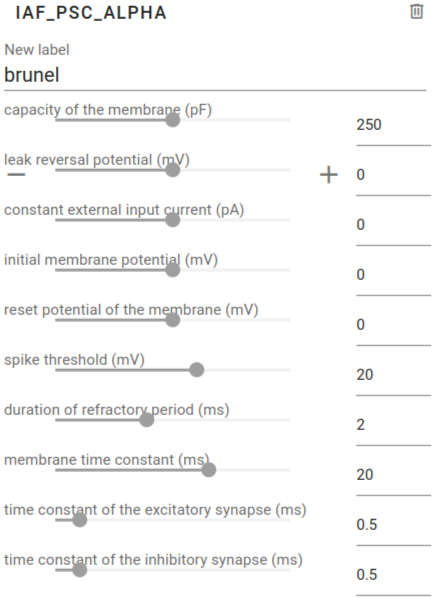 IAF_PSC_ALPHA
New label
brunel
capacity of the membrane (pF)
250
leak reversal potential (mV)
− + 0
constant external input current (pA)
0
initial membrane potential (mV)
0
reset potential of the membrane (mV)
0
spike threshold (mV)
20
duration of refractory period (ms)
2
membrane time constant (ms)
20
time constant of the excitatory synapse (ms)
0.5
time constant of the inhibitory synapse (ms)
0.5